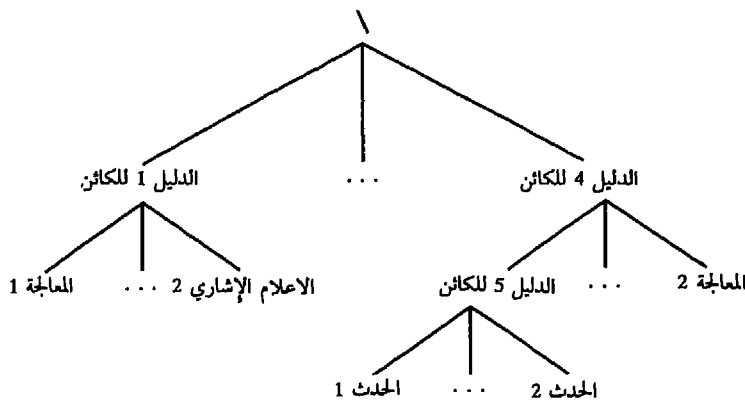 \
الدليل 1 للكائن ... الدليل 4 للكائن
المعالجة 1 ... الاعلام الإشاري 2 الدليل 5 للكائن ... المعالجة 2
الحدث 1 ... الحدث 2